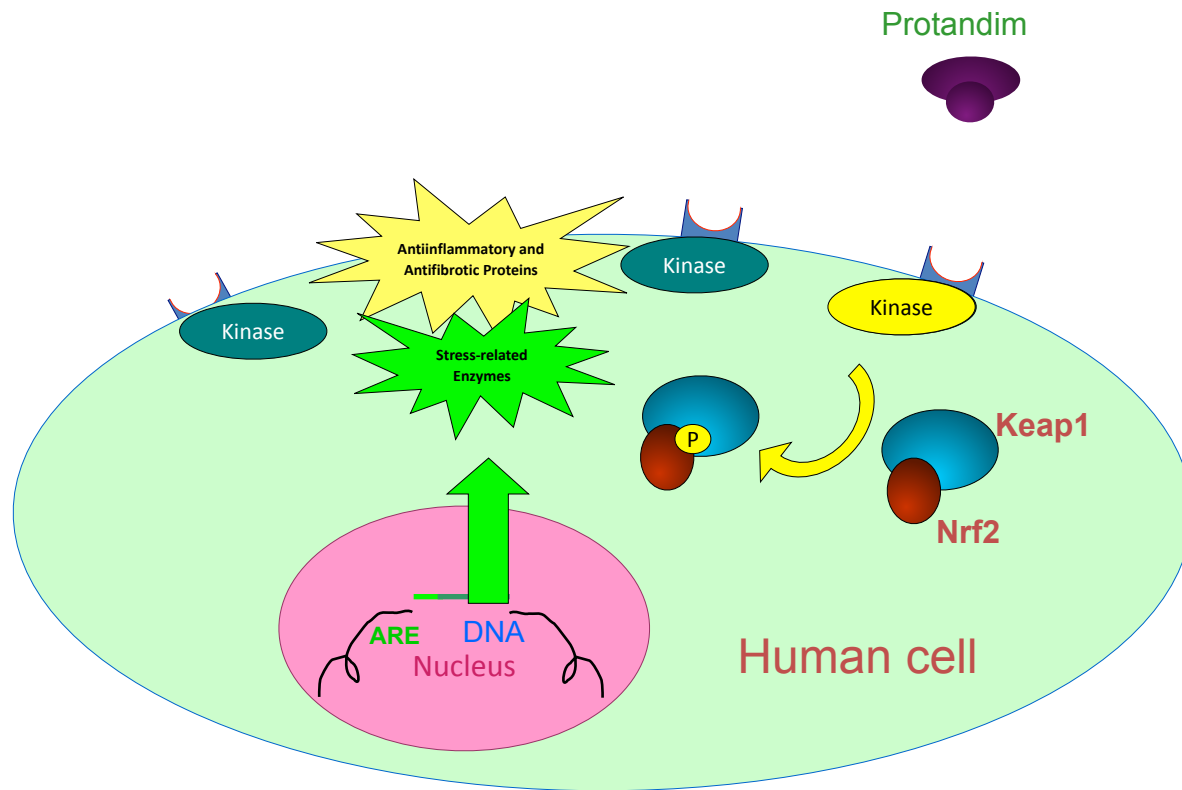 Protandim
Antiinflammatory and
Antifibrotic Proteins
Kinase
Kinase
Kinase
Stress-related
Enzymes
P
Keap1
Nrf2
ARE
DNA
Nucleus
Human cell